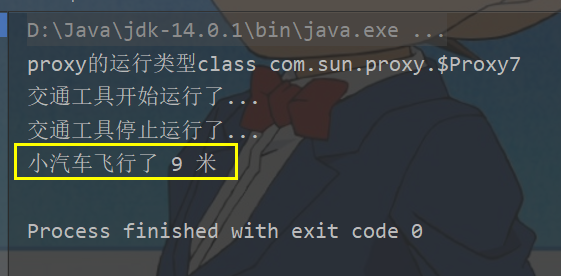 D:\Java\jdk-14.0.1\bin\java.exe ...
proxy的运行类型class com.sun.proxy.$Proxy7
交通工具开始运行了...
交通工具停止运行了...
小汽车飞行了 9 米
Process finished with exit code 0